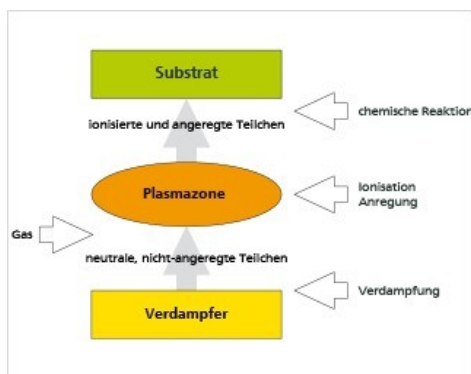 Substrat
ionisierte und angeregte Teilchen
chemische Reaktion
Plasmazone
Ionisation
Anregung
Gas
neutrale, nicht-angeregte Teilchen
Verdampfung
Verdampfer